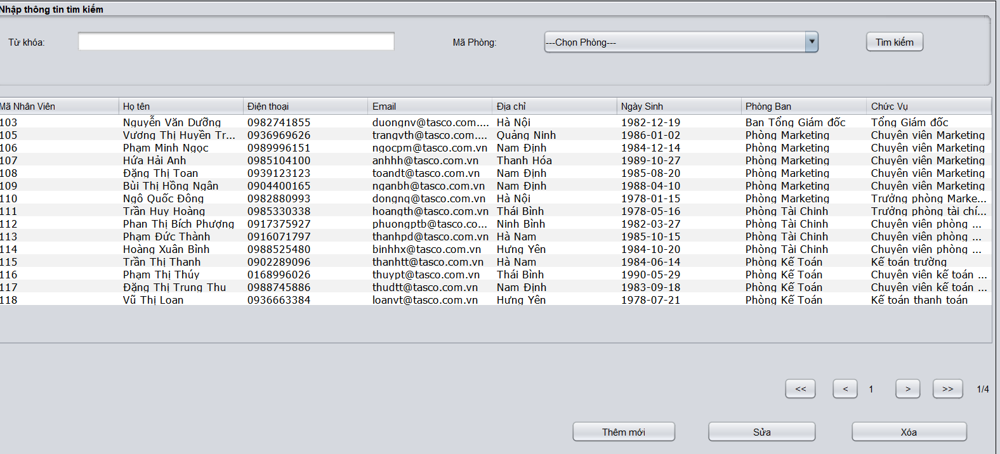 Nhập thông tin tìm kiếm
Từ khóa: Mã Phòng: ---Chọn Phòng--- Tìm kiếm
Mã Nhân Viên Họ tên Điện thoại Email Địa chỉ Ngày Sinh Phòng Ban Chức Vụ
103 Nguyễn Văn Dưỡng 0982741855 duongnv@tasco.com.... Hà Nội 1982-12-19 Ban Tổng Giám đốc Tổng Giám đốc
105 Vương Thị Huyền Tr... 0936969626 trangvth@tasco.com.... Quảng Ninh 1986-01-02 Phòng Marketing Chuyên viên Marketing
106 Phạm Minh Ngọc 0989996151 ngocpm@tasco.com.vn Nam Định 1984-12-14 Phòng Marketing Chuyên viên Marketing
107 Hứa Hải Anh 0985104100 anhhh@tasco.com.vn Thanh Hóa 1989-10-27 Phòng Marketing Chuyên viên Marketing
108 Đặng Thị Toan 0939123123 toandt@tasco.com.vn Nam Định 1985-08-20 Phòng Marketing Chuyên viên Marketing
109 Bùi Thị Hồng Ngân 0904400165 nganbh@tasco.com.vn Nam Định 1988-04-10 Phòng Marketing Chuyên viên Marketing
110 Ngô Quốc Đông 0982880993 dongnq@tasco.com.vn Hà Nội 1978-01-15 Phòng Marketing Trưởng phòng Marke...
111 Trần Huy Hoàng 0985330338 hoangth@tasco.com.vn Thái Bình 1978-05-16 Phòng Tài Chinh Trưởng phòng tài chí...
112 Phan Thị Bích Phượng 0917375927 phuongptb@tasco.co... Ninh Bình 1982-03-27 Phòng Tài Chinh Chuyên viên phòng ...
113 Phạm Đức Thành 0916071797 thanhpd@tasco.com.vn Hà Nam 1985-10-15 Phòng Tài Chinh Chuyên viên phòng ...
114 Hoàng Xuân Bình 0988525480 binhhx@tasco.com.vn Hưng Yên 1984-10-20 Phòng Tài Chinh Chuyên viên phòng ...
115 Trần Thị Thanh 0902289096 thanhtt@tasco.com.vn Hà Nam 1984-06-14 Phòng Kế Toán Kế toán trường
116 Phạm Thị Thúy 0168996026 thuypt@tasco.com.vn Thái Bình 1990-05-29 Phòng Kế Toán Chuyên viên kế toán ...
117 Đặng Thị Trung Thu 0988745886 thudtt@tasco.com.vn Nam Định 1983-09-18 Phòng Kế Toán Chuyên viên kế toán ...
118 Vũ Thị Loan 0936663384 loanvt@tasco.com.vn Hưng Yên 1978-07-21 Phòng Kế Toán Kế toán thanh toán
<< < 1 > >> 1/4
Thêm mới Sửa Xóa